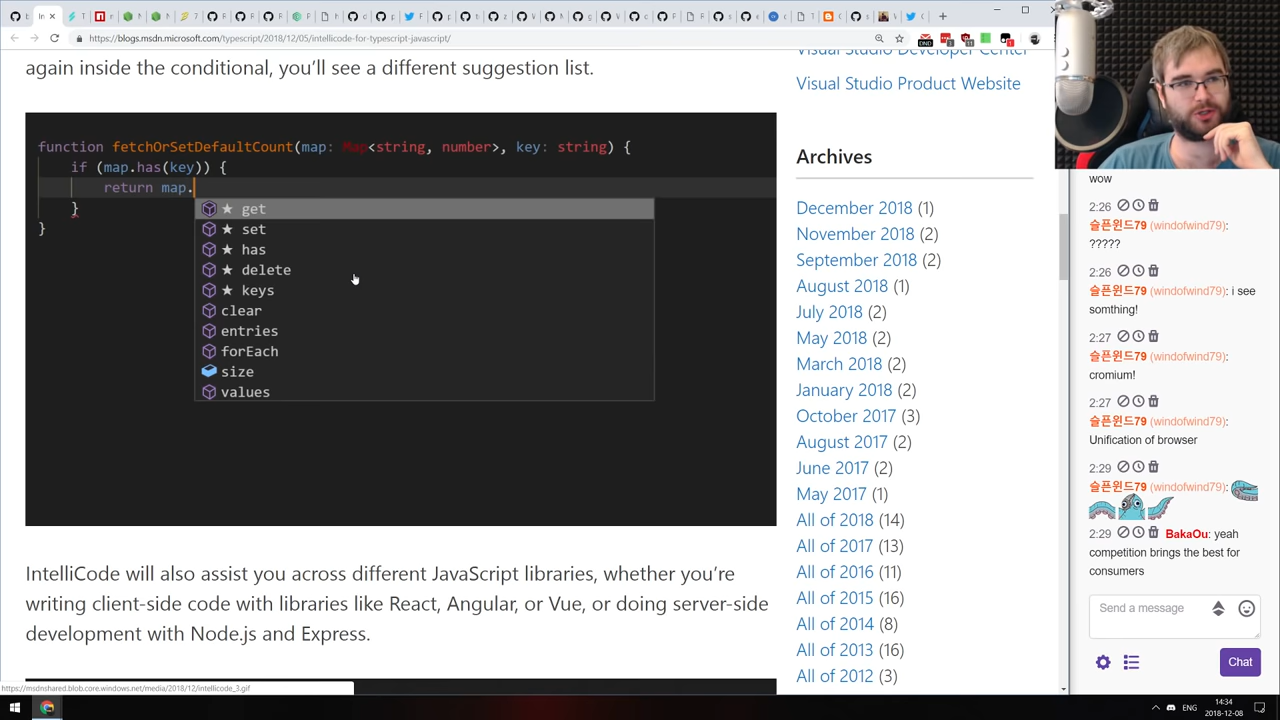 https://blogs.msdn.microsoft.com/typescript/2018/12/05/intellicode-for-typescript-javascript/
again inside the conditional, you'll see a different suggestion list.
function fetchOrSetDefaultCount(map: Map<string, number>, key: string) {
if (map.has(key)) {
return map.
}
}
★ get
★ set
★ has
★ delete
★ keys
clear
entries
forEach
size
values
IntelliCode will also assist you across different JavaScript libraries, whether you're
writing client-side code with libraries like React, Angular, or Vue, or doing server-side
development with Node.js and Express.
https://msdnshared.blob.core.windows.net/media/2018/12/intellicode_3.gif
Visual Studio Developer Center
Visual Studio Product Website
Archives
December 2018 (1)
November 2018 (2)
September 2018 (2)
August 2018 (1)
July 2018 (2)
May 2018 (2)
March 2018 (2)
January 2018 (2)
October 2017 (3)
August 2017 (2)
June 2017 (2)
May 2017 (1)
All of 2018 (14)
All of 2017 (13)
All of 2016 (11)
All of 2015 (16)
All of 2014 (8)
All of 2013 (16)
All of 2012 (3)
wow
2:26
슬픈윈드79 (windofwind79):
?????
2:26
슬픈윈드79 (windofwind79): i see
somthing!
2:27
슬픈윈드79 (windofwind79):
cromium!
2:27
슬픈윈드79 (windofwind79):
Unification of browser
2:29
슬픈윈드79 (windofwind79):
2:29 BakaOu: yeah
competition brings the best for
consumers
Send a message
Chat
ENG
14:34
2018-12-08